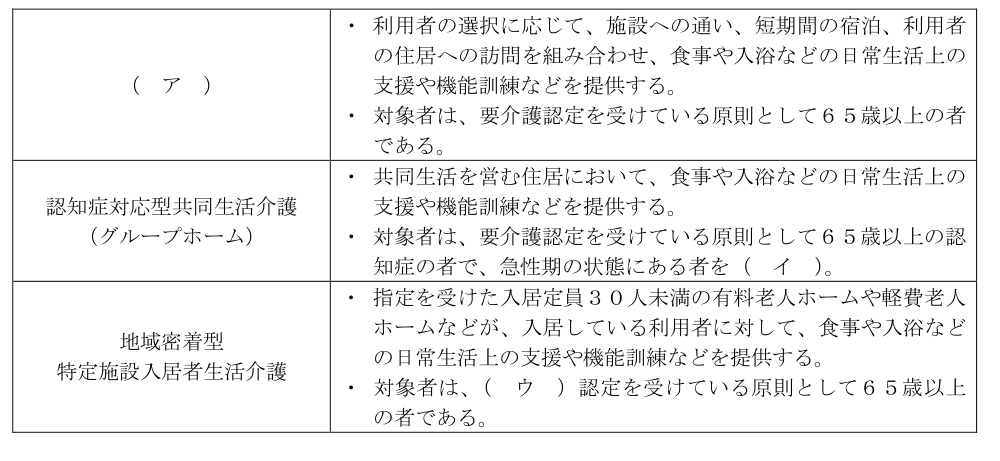 （　ア　）
・ 利用者の選択に応じて、施設への通い、短期間の宿泊、利用者
の住居への訪問を組み合わせ、食事や入浴などの日常生活上の
支援や機能訓練などを提供する。
・ 対象者は、要介護認定を受けている原則として６５歳以上の者
である。
認知症対応型共同生活介護
（グループホーム）
・ 共同生活を営む住居において、食事や入浴などの日常生活上の
支援や機能訓練などを提供する。
・ 対象者は、要介護認定を受けている原則として６５歳以上の認
知症の者で、急性期の状態にある者を（　イ　）。
地域密着型
特定施設入居者生活介護
・ 指定を受けた入居定員３０人未満の有料老人ホームや軽費老人
ホームなどが、入居している利用者に対して、食事や入浴など
の日常生活上の支援や機能訓練などを提供する。
・ 対象者は、（　ウ　）認定を受けている原則として６５歳以上
の者である。